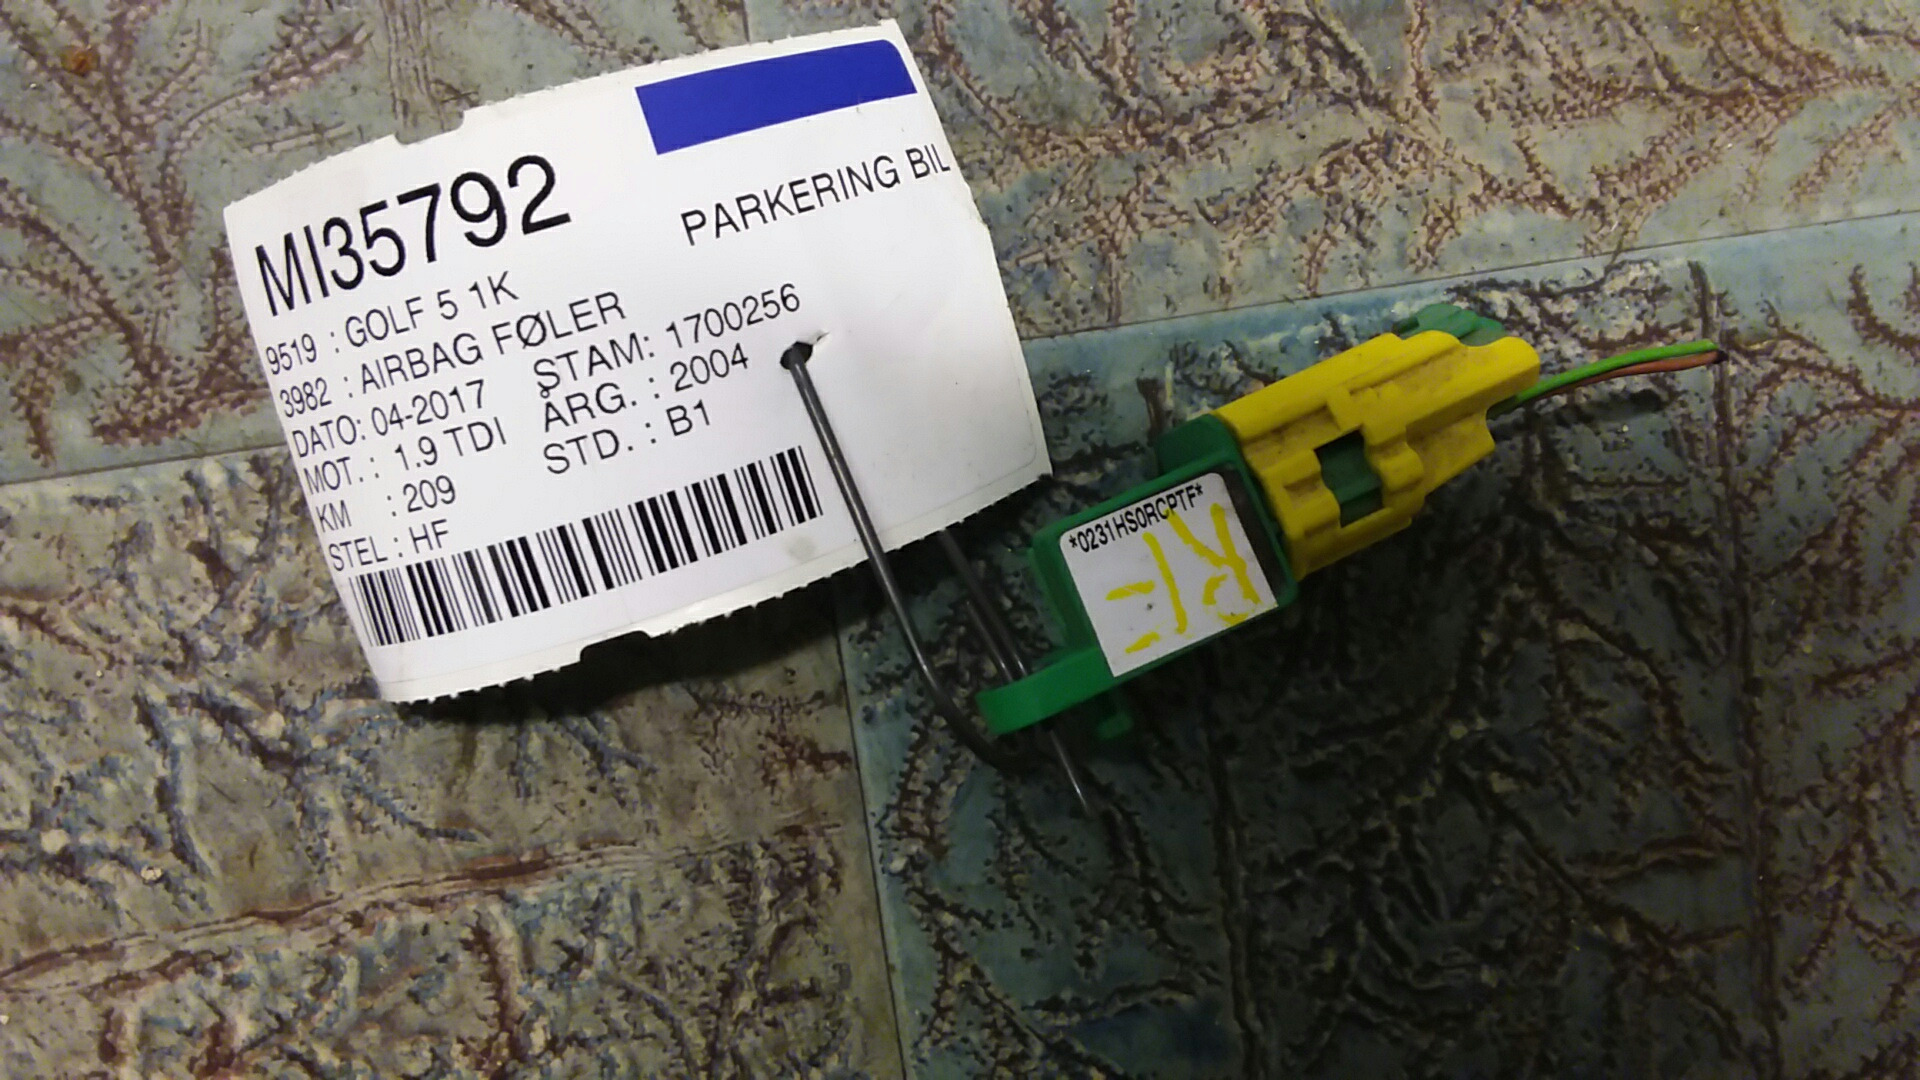 MI35792
PARKERING BIL
9519 : GOLF 5 1K
3982 : AIRBAG FØLER
DATO: 04-2017 STAM: 1700256
MOT. : 1.9 TDI ÅRG. : 2004
KM : 209 STD. : B1
STEL : HF
*0231HS0RCPTF*